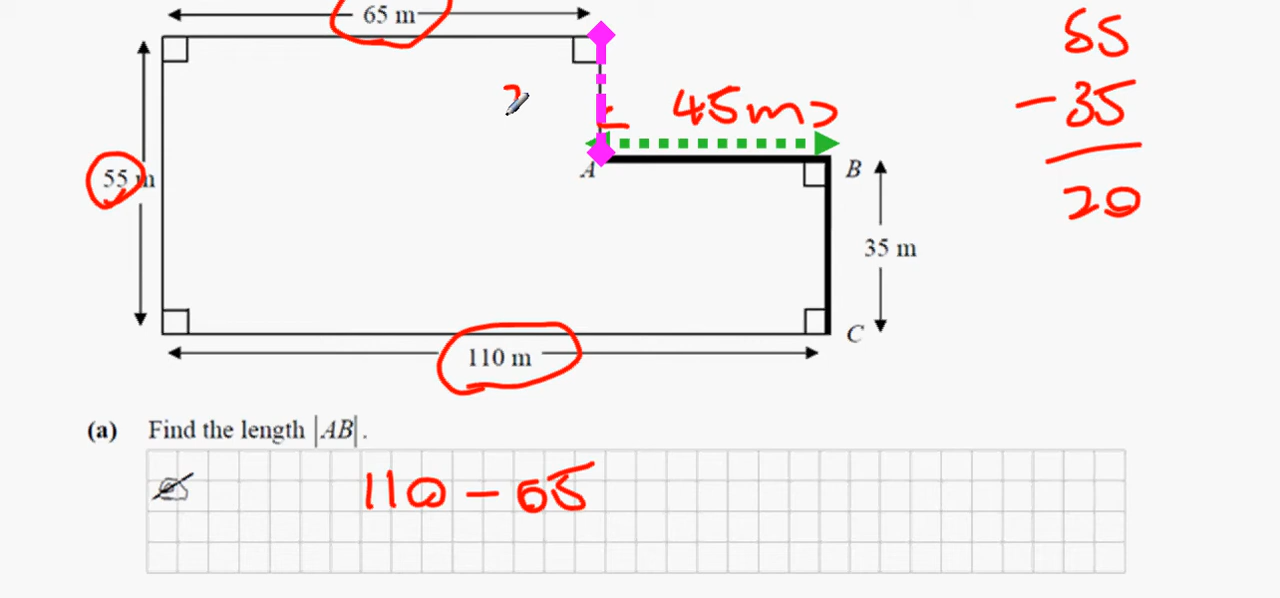 65 m
55
- 35
20
45m
A
B
55 m
35 m
C
110 m
(a) Find the length |AB|.
110 - 65